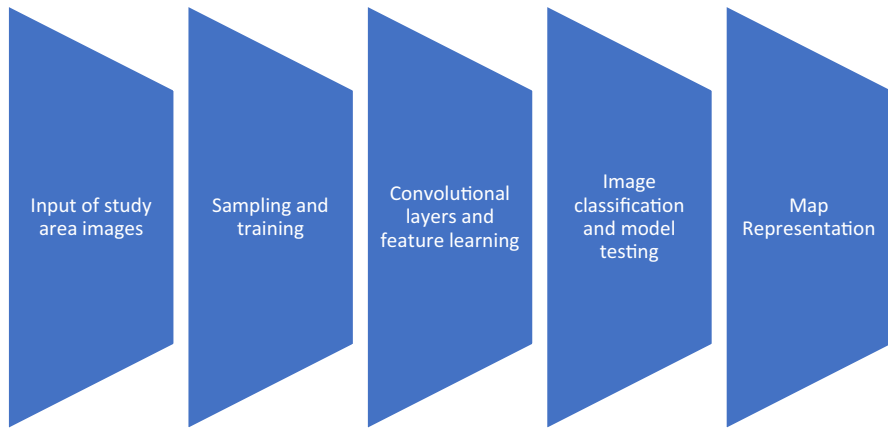 Input of study
area images
Sampling and
training
Convolutional
layers and
feature learning
Image
classification
and model
testing
Map
Representation